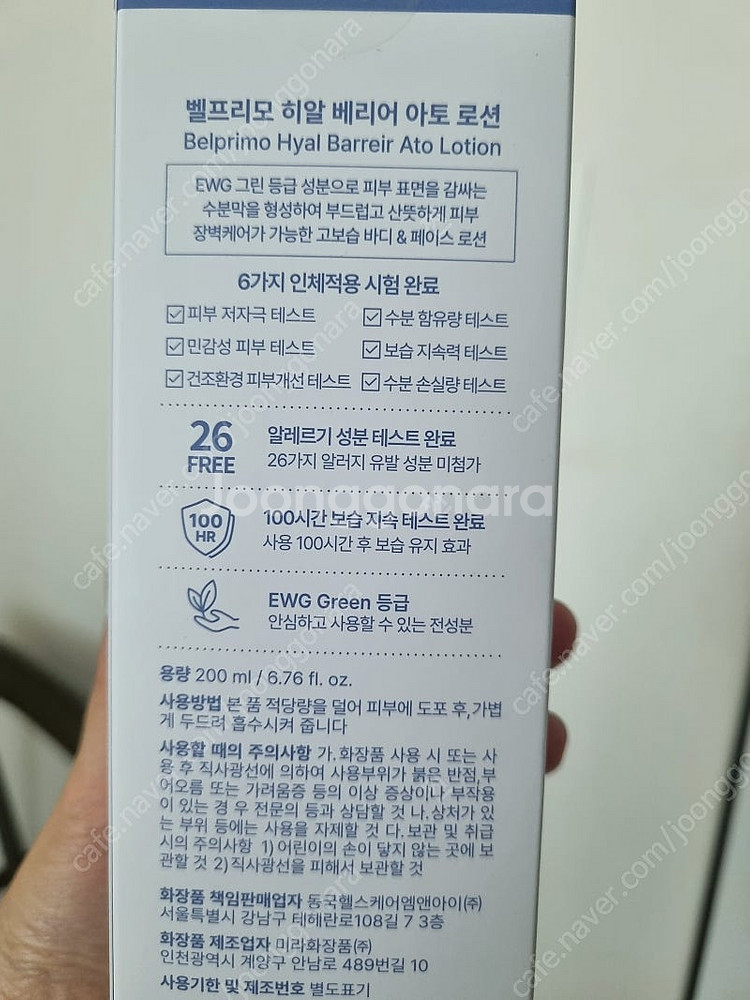 벨프리모 히알 베리어 아토 로션
Belprimo Hyal Barreir Ato Lotion
EWG 그린 등급 성분으로 피부 표면을 감싸는
수분막을 형성하여 부드럽고 산뜻하게 피부
장벽케어가 가능한 고보습 바디 & 페이스 로션
6가지 인체적용 시험 완료
피부 저자극 테스트 수분 함유량 테스트
민감성 피부 테스트 보습 지속력 테스트
건조환경 피부개선 테스트 수분 손실량 테스트
26 FREE
알레르기 성분 테스트 완료
26가지 알러지 유발 성분 미첨가
100 HR
100시간 보습 지속 테스트 완료
사용 100시간 후 보습 유지 효과
EWG Green 등급
안심하고 사용할 수 있는 전성분
용량 200 ml / 6.76 fl. oz.
사용방법 본 품 적당량을 덜어 피부에 도포 후,가볍
게 두드려 흡수시켜 줍니다
사용할 때의 주의사항 가.화장품 사용 시 또는 사
용 후 직사광선에 의하여 사용부위가 붉은 반점,부
어오름 또는 가려움증 등의 이상 증상이나 부작용
이 있는 경 우 전문의 등과 상담할 것 나.상처가 있
는 부위 등에는 사용을 자제할 것 다.보관 및 취급
시의 주의사항 1)어린이의 손이 닿지 않는 곳에 보
관할 것 2)직사광선을 피해서 보관할 것
화장품 책임판매업자 동국헬스케어엠앤아이(주)
서울특별시 강남구 테헤란로108길 7 3층
화장품 제조업자 미라화장품(주)
인천광역시 계양구 안남로 489번길 10
사용기한 및 제조번호 별도표기
Joonggonara
cafe.naver.com/joonggonara